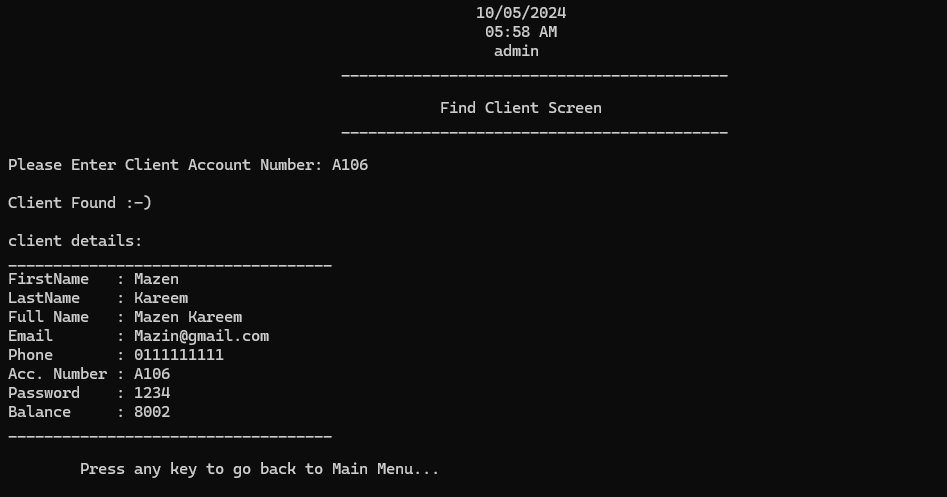 10/05/2024
05:58 AM
admin
___________________________________________
Find Client Screen
___________________________________________
Please Enter Client Account Number: A106
Client Found :-)
client details:
____________________________________
FirstName   : Mazen
LastName    : Kareem
Full Name   : Mazen Kareem
Email       : Mazin@gmail.com
Phone       : 0111111111
Acc. Number : A106
Password    : 1234
Balance     : 8002
____________________________________
Press any key to go back to Main Menu...